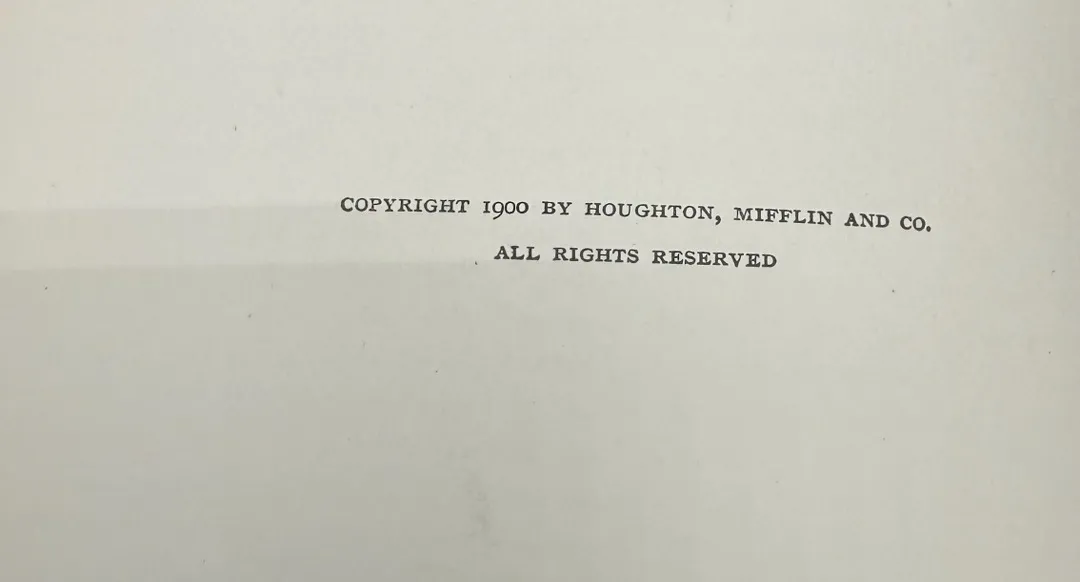 COPYRIGHT 1900 BY HOUGHTON, MIFFLIN AND CO.
ALL RIGHTS RESERVED